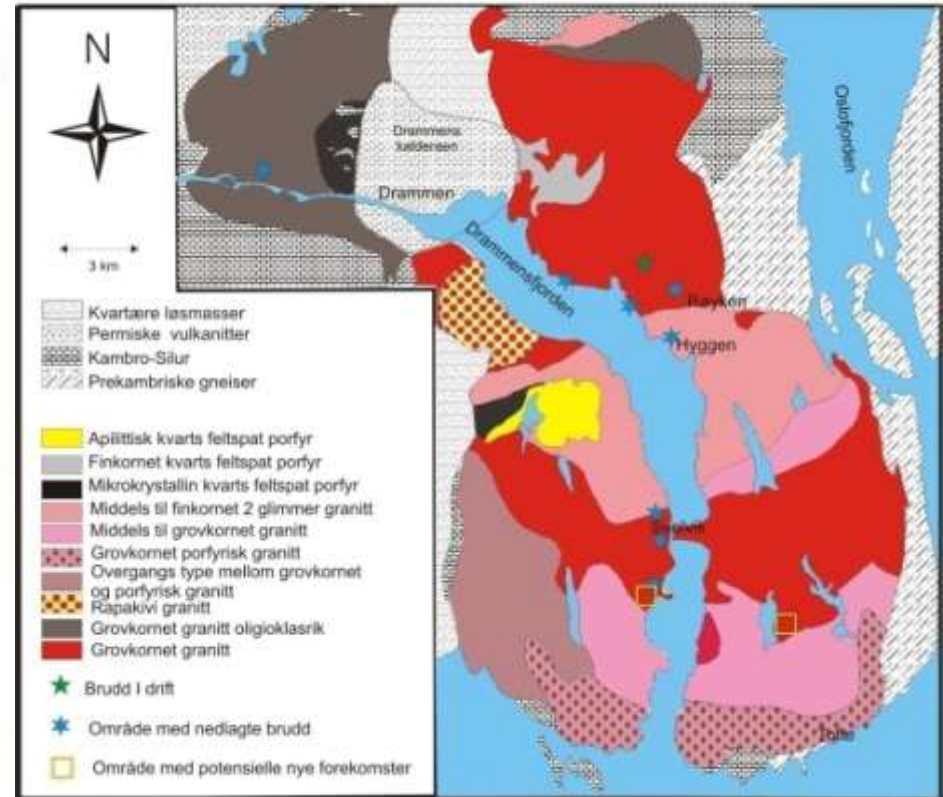 N
3 km
Kvartære løsmasser
Permiske vulkanitter
Kambro-Silur
Prekambriske gneiser
Apilittisk kvarts feltspat porfyr
Finkornet kvarts feltspat porfyr
Mikrokrystallin kvarts feltspat porfyr
Middels til finkornet 2 glimmer granitt
Middels til grovkornet granitt
Grovkornet porfyrisk granitt
Overgangs type mellom grovkornet
og porfyrisk granitt
Rapakivi granitt
Grovkornet granitt oligioklasrik
Grovkornet granitt
Brudd I drift
Område med nedlagte brudd
Område med potensielle nye forekomster
Drammens
Drammen
Drammensfjorden
Oslofjorden
Røyken
Hyggen
Tofte